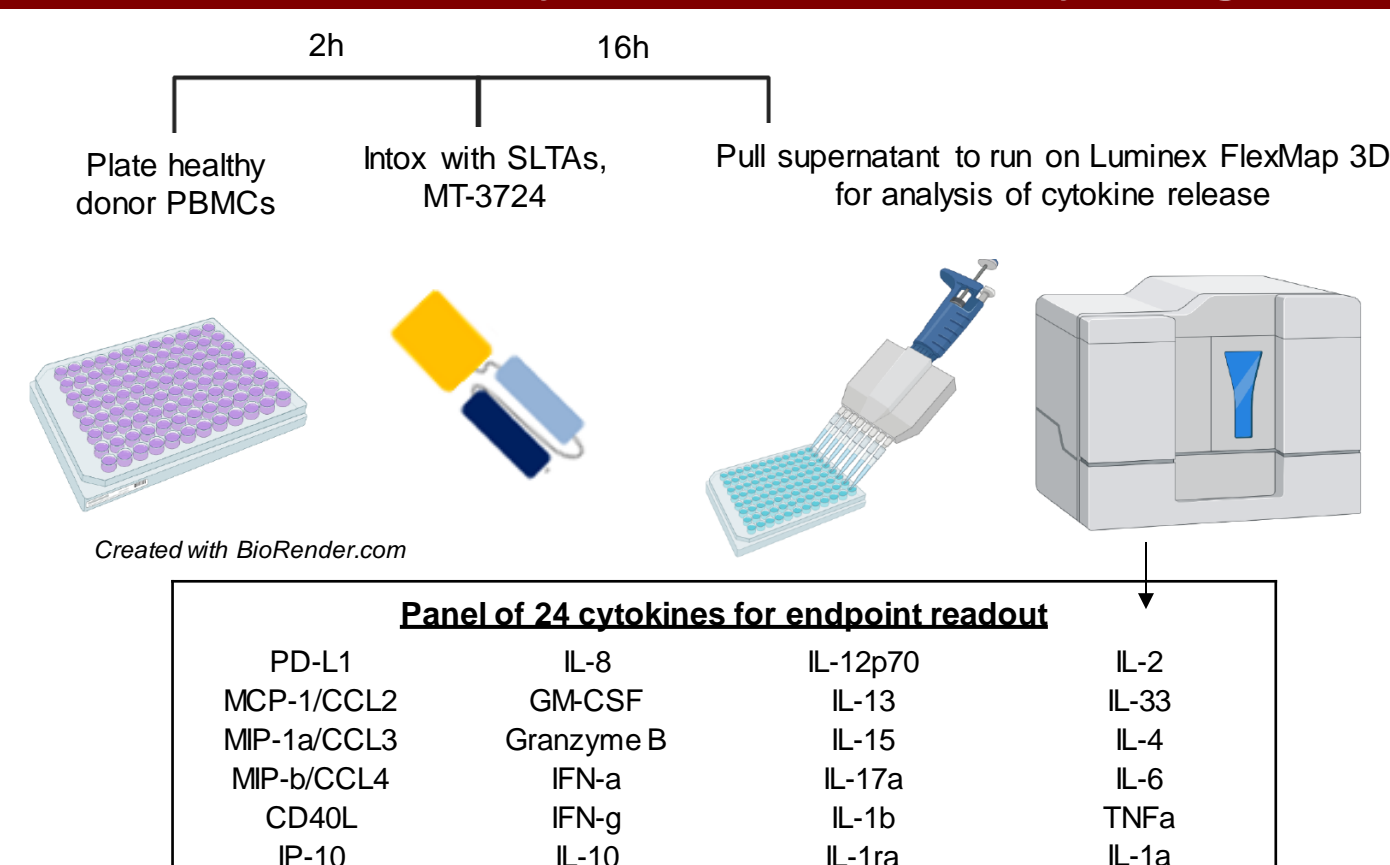 2h 16h
Plate healthy
donor PBMCs
Intox with SLTAs,
MT-3724
Pull supernatant to run on Luminex FlexMap 3D
for analysis of cytokine release
Created with BioRender.com
Panel of 24 cytokines for endpoint readout
PD-L1 IL-8 IL-12p70 IL-2
MCP-1/CCL2 GM-CSF IL-13 IL-33
MIP-1a/CCL3 Granzyme B IL-15 IL-4
MIP-b/CCL4 IFN-a IL-17a IL-6
CD40L IFN-g IL-1b TNFa
IP-10 IL-10 IL-1ra IL-1a